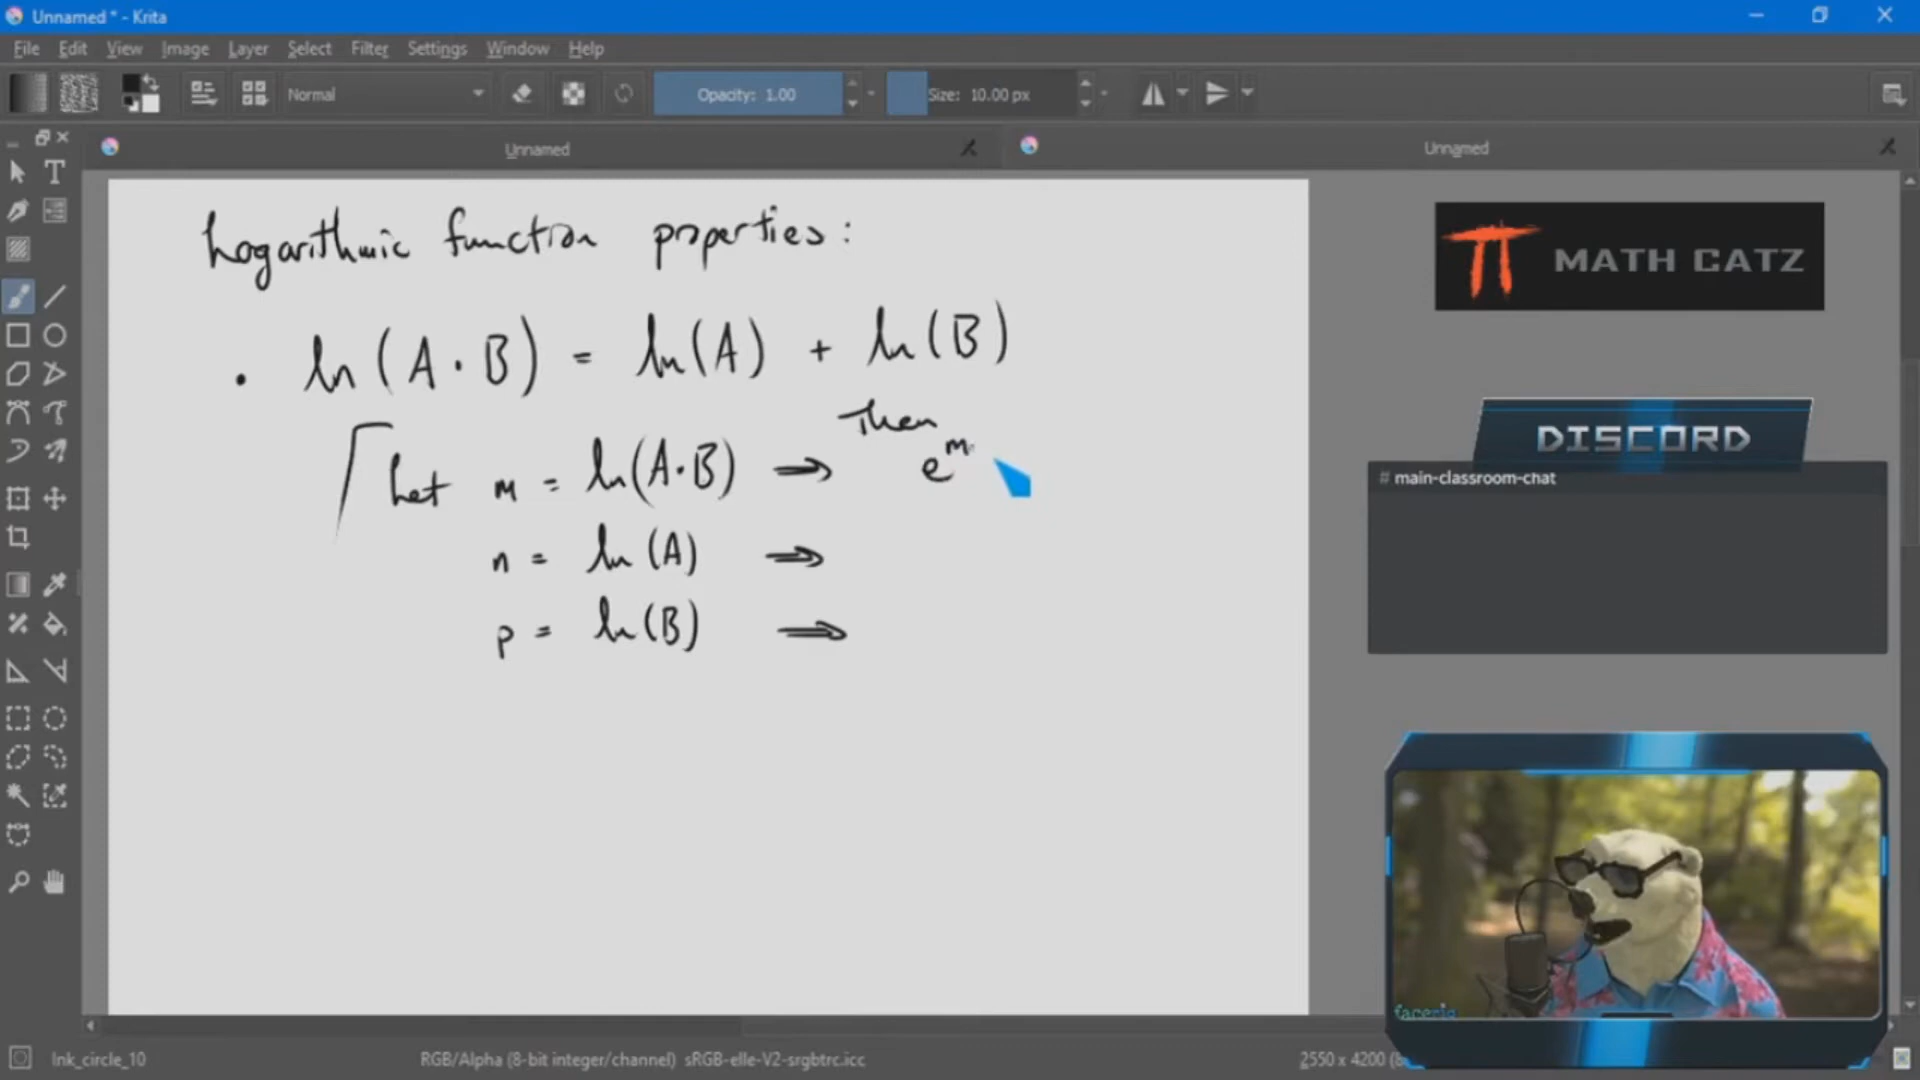 Unnamed * - Krita
File Edit View Image Layer Select Filter Settings Window Help
Normal Opacity: 1.00 Size: 10.00 px
Unnamed Unnamed
Logarithmic function properties:
• ln(A·B) = ln(A) + ln(B)
Then
Let m = ln(A·B) ⇒ e^m
n = ln(A) ⇒
p = ln(B) ⇒
π MATH CATZ
DISCORD
# main-classroom-chat
facerig
Ink_circle_10 RGB/Alpha (8-bit integer/channel) sRGB-elle-V2-srgbtrc.icc 2550 x 4200 (8